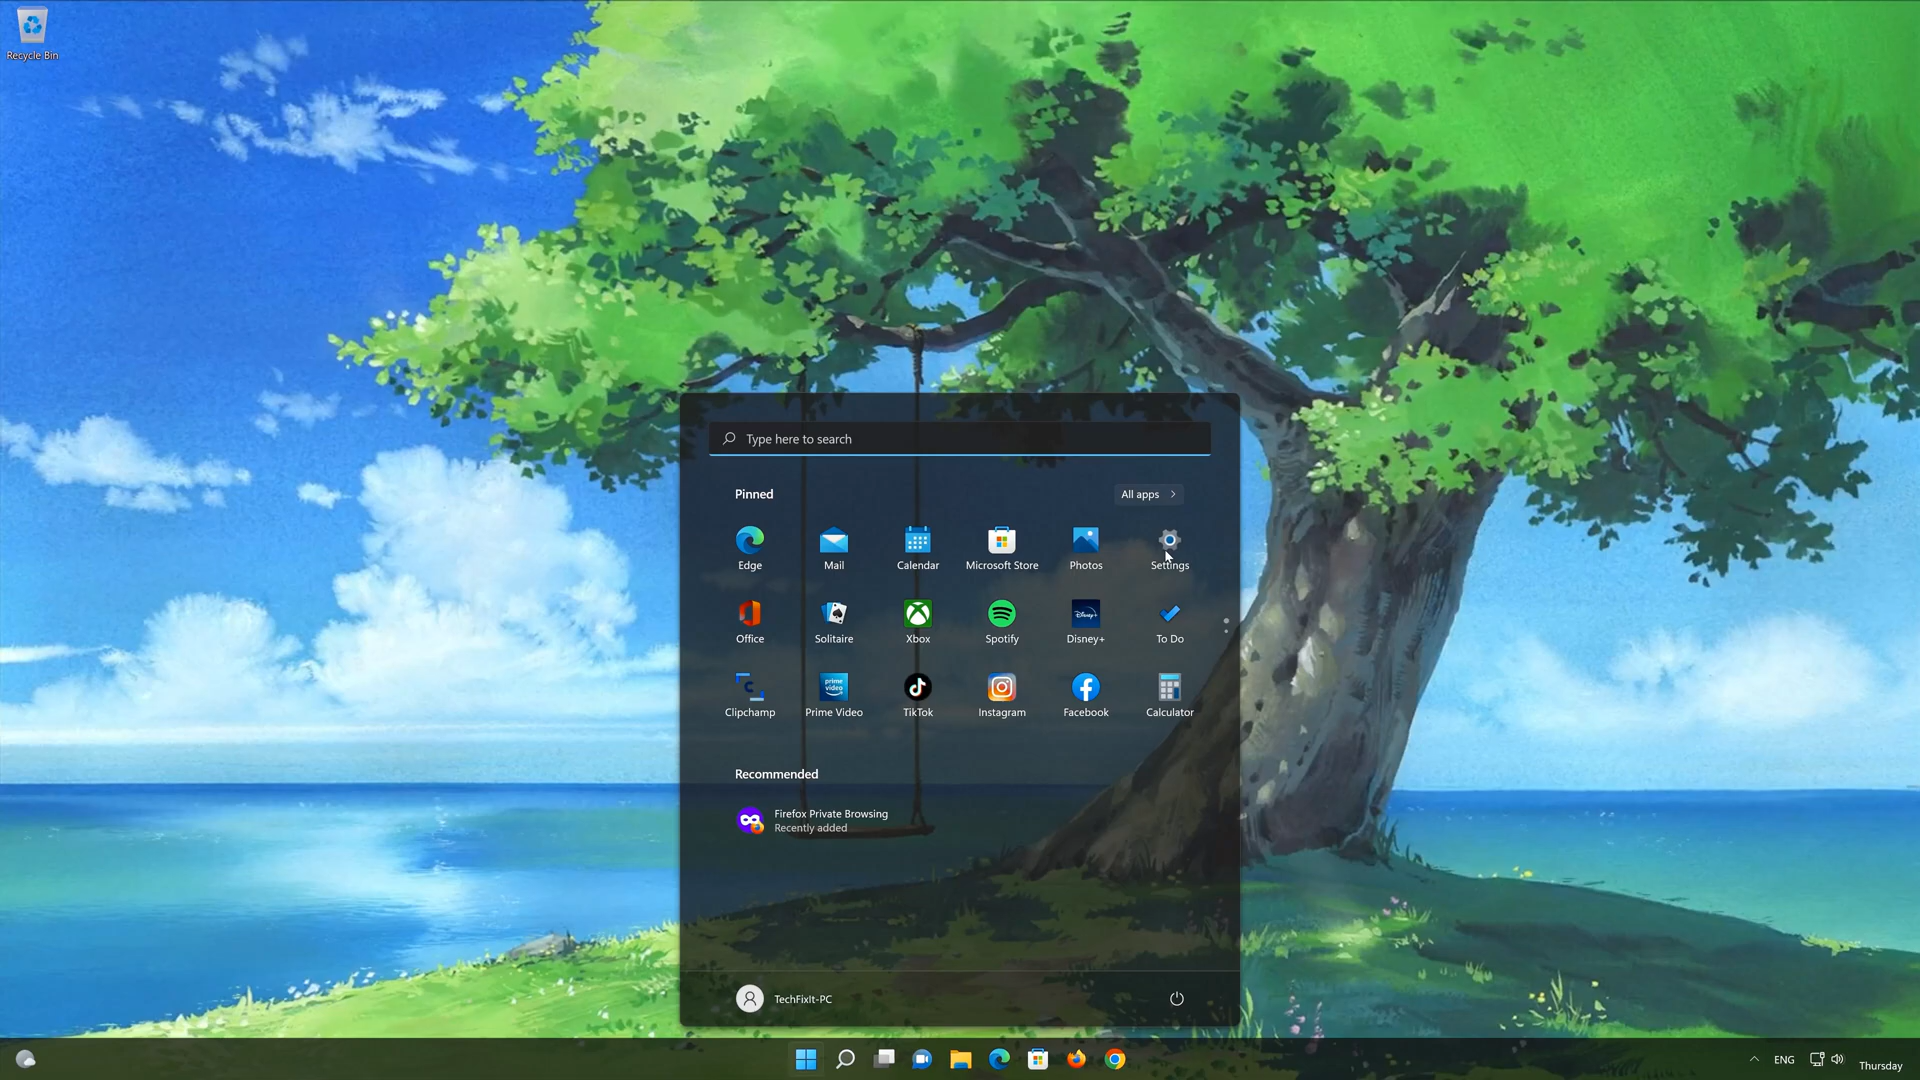 Recycle Bin
Type here to search
Pinned
All apps
Edge
Mail
Calendar
Microsoft Store
Photos
Settings
Office
Solitaire
Xbox
Spotify
Disney+
To Do
Clipchamp
Prime Video
TikTok
Instagram
Facebook
Calculator
Recommended
Firefox Private Browsing
Recently added
TechFixIt-PC
ENG
Thursday